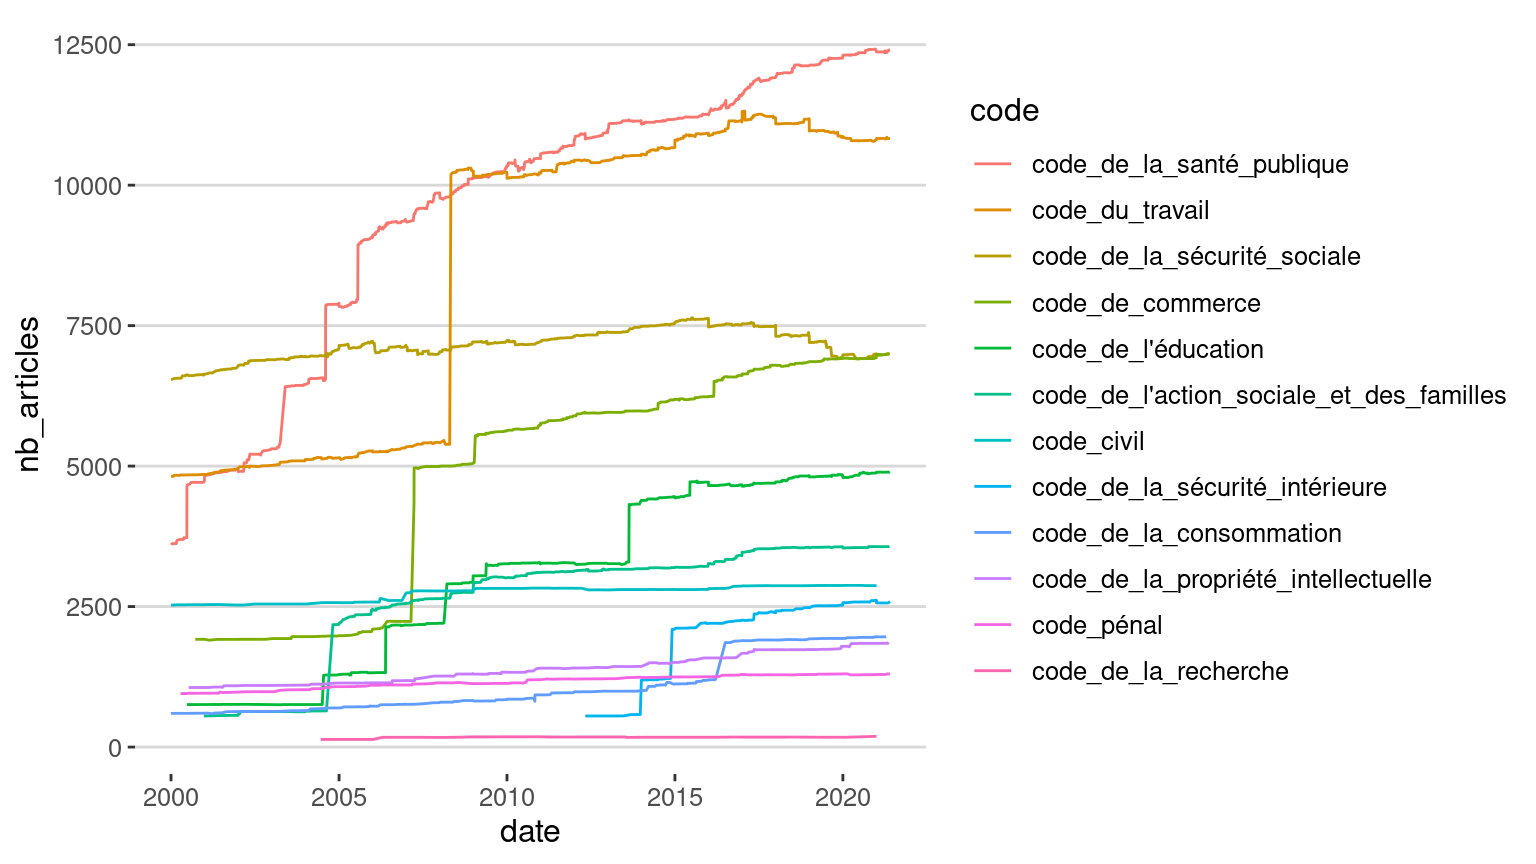 12500
10000
7500
5000
2500
0
nb_articles
2000 2005 2010 2015 2020
date
code
code_de_la_santé_publique
code_du_travail
code_de_la_sécurité_sociale
code_de_commerce
code_de_l'éducation
code_de_l'action_sociale_et_des_familles
code_civil
code_de_la_sécurité_intérieure
code_de_la_consommation
code_de_la_propriété_intellectuelle
code_pénal
code_de_la_recherche